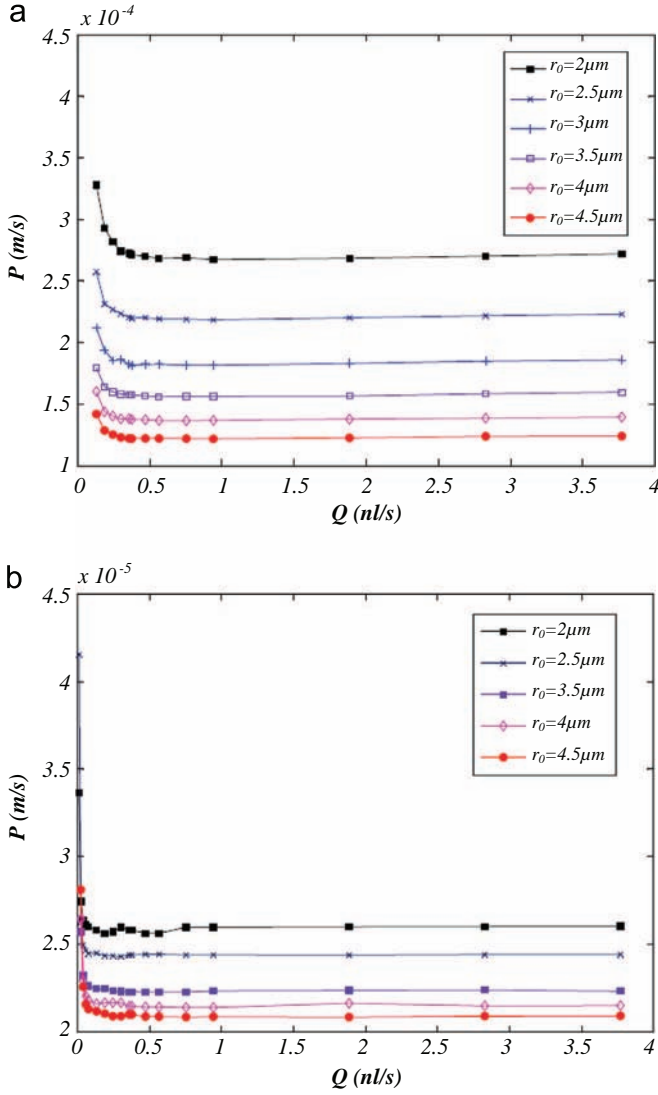 a
x 10⁻⁴
4.5
4
3.5
3
2.5
2
1.5
1
P (m/s)
r₀=2µm
r₀=2.5µm
r₀=3µm
r₀=3.5µm
r₀=4µm
r₀=4.5µm
0 0.5 1 1.5 2 2.5 3 3.5 4
Q (nl/s)
b
x 10⁻⁵
4.5
4
3.5
3
2.5
2
P (m/s)
r₀=2µm
r₀=2.5µm
r₀=3.5µm
r₀=4µm
r₀=4.5µm
0 0.5 1 1.5 2 2.5 3 3.5 4
Q (nl/s)